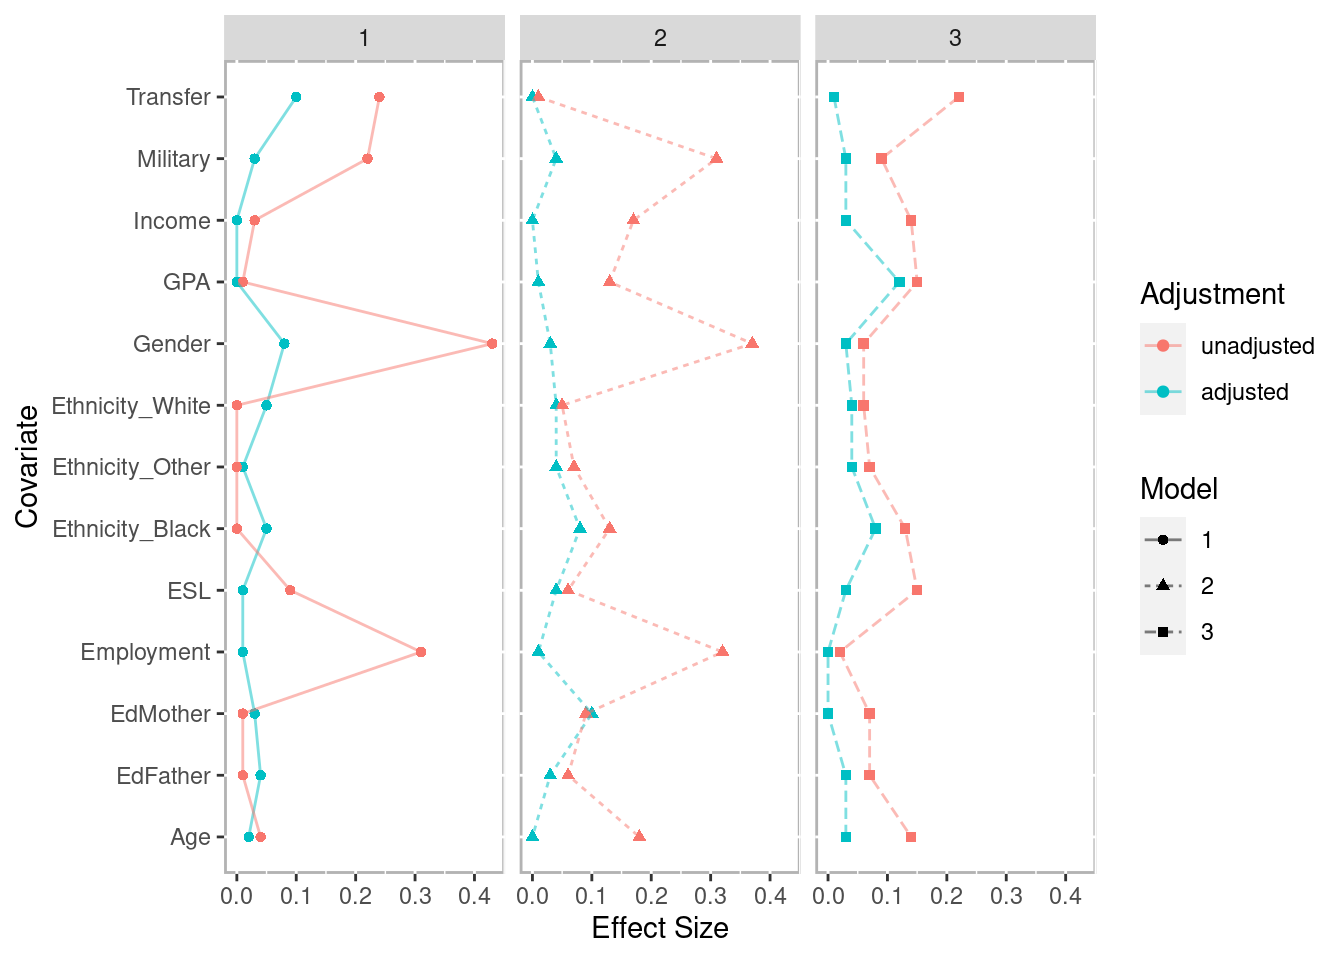 1 2 3
Transfer
Military
Income
GPA
Gender
Ethnicity_White
Ethnicity_Other
Ethnicity_Black
ESL
Employment
EdMother
EdFather
Age
Covariate
0.0 0.1 0.2 0.3 0.4 0.0 0.1 0.2 0.3 0.4 0.0 0.1 0.2 0.3 0.4
Effect Size
Adjustment
unadjusted
adjusted
Model
1
2
3